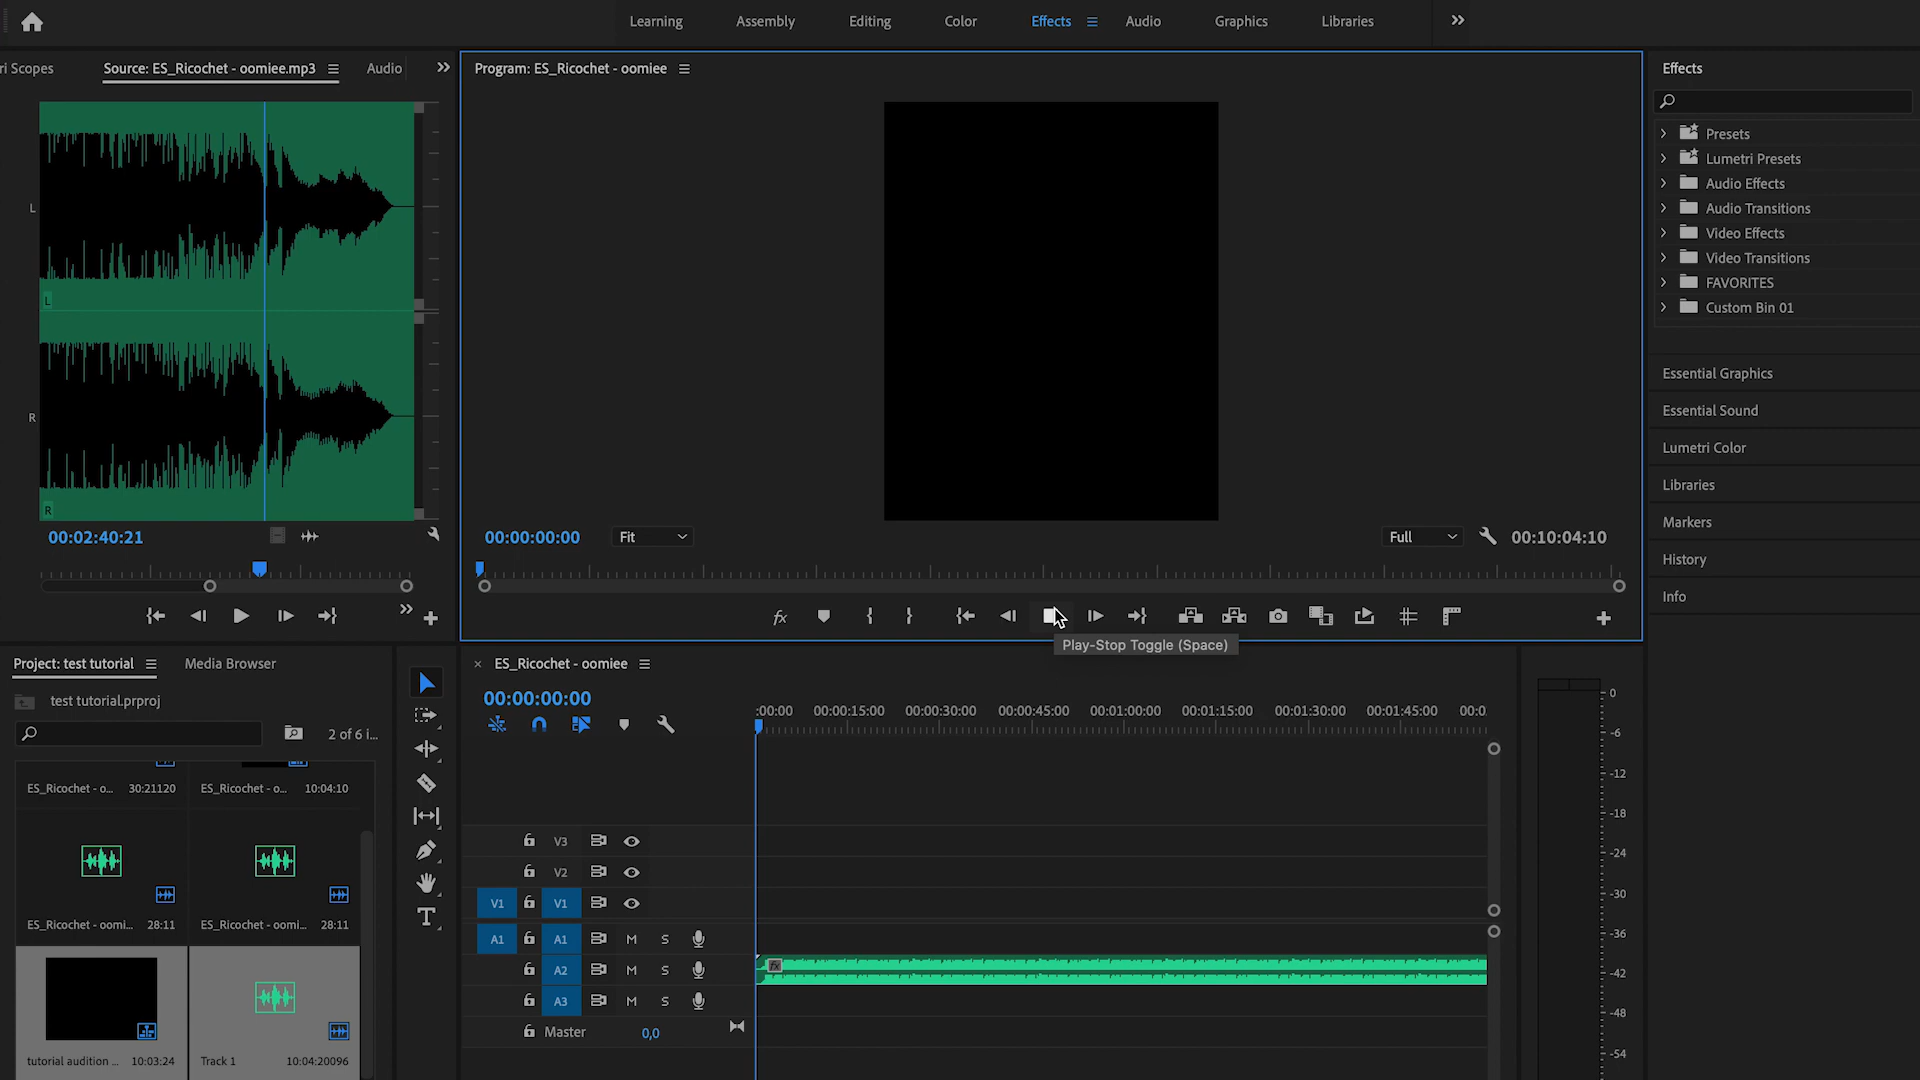 Learning
Assembly
Editing
Color
Effects
Audio
Graphics
Libraries
ri Scopes
Source: ES_Ricochet - oomiee.mp3
Audio
Program: ES_Ricochet - oomiee
Effects
Presets
Lumetri Presets
Audio Effects
Audio Transitions
Video Effects
Video Transitions
FAVORITES
Custom Bin 01
Essential Graphics
Essential Sound
Lumetri Color
Libraries
Markers
History
Info
L
L
R
R
00:02:40:21
00:00:00:00
Fit
Full
00:10:04:10
fx
Play-Stop Toggle (Space)
Project: test tutorial
Media Browser
test tutorial.prproj
2 of 6 i...
ES_Ricochet - o...
30:21120
ES_Ricochet - o...
10:04:10
ES_Ricochet - oomi...
28:11
ES_Ricochet - oomi...
28:11
tutorial audition ...
10:03:24
Track 1
10:04:20096
ES_Ricochet - oomiee
00:00:00:00
:00:00
00:00:15:00
00:00:30:00
00:00:45:00
00:01:00:00
00:01:15:00
00:01:30:00
00:01:45:00
00:0
V3
V2
V1 V1
A1 A1 M S
A2 M S
fx
A3 M S
Master
0,0
0
-6
-12
-18
-24
-30
-36
-42
-48
-54